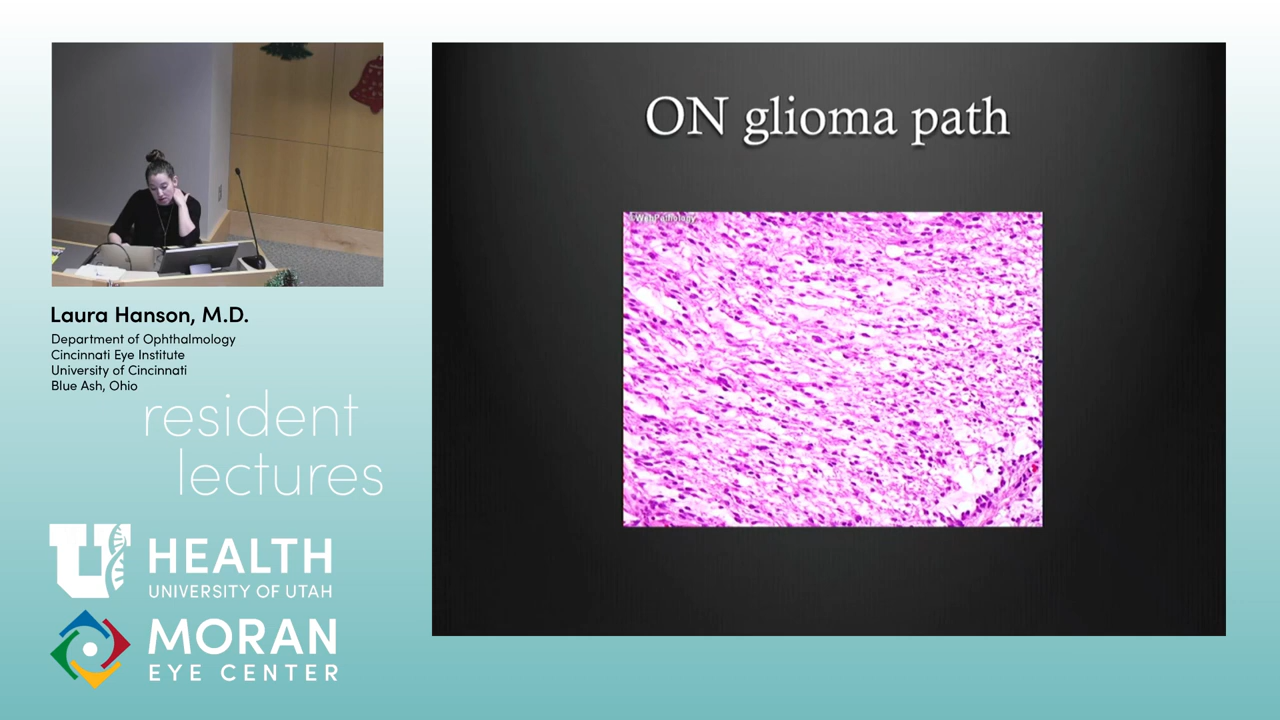 ON glioma path
WebPathology
Laura Hanson, M.D.
Department of Ophthalmology
Cincinnati Eye Institute
University of Cincinnati
Blue Ash, Ohio
resident
lectures
U
HEALTH
UNIVERSITY OF UTAH
MORAN
EYE CENTER